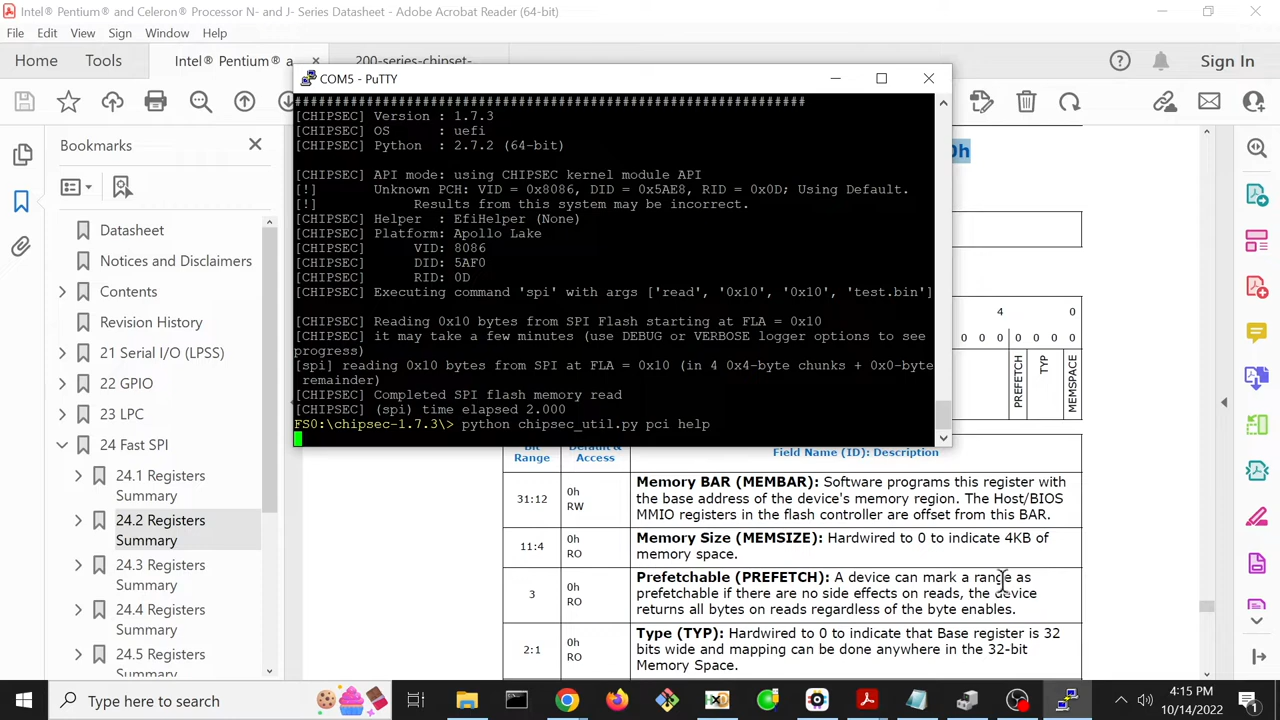 Intel® Pentium® and Celeron® Processor N- and J- Series Datasheet - Adobe Acrobat Reader (64-bit)
File Edit View Sign Window Help
Home Tools Intel® Pentium® a... × 200-series-chipset-
Sign In
Bookmarks
Datasheet
Notices and Disclaimers
Contents
Revision History
21 Serial I/O (LPSS)
22 GPIO
23 LPC
24 Fast SPI
24.1 Registers
Summary
24.2 Registers
Summary
24.3 Registers
Summary
24.4 Registers
Summary
24.5 Registers
COM5 - PuTTY
################################################################
[CHIPSEC] Version : 1.7.3
[CHIPSEC] OS      : uefi
[CHIPSEC] Python  : 2.7.2 (64-bit)
[CHIPSEC] API mode: using CHIPSEC kernel module API
[!]       Unknown PCH: VID = 0x8086, DID = 0x5AE8, RID = 0x0D; Using Default.
[!]            Results from this system may be incorrect.
[CHIPSEC] Helper  : EfiHelper (None)
[CHIPSEC] Platform: Apollo Lake
[CHIPSEC]      VID: 8086
[CHIPSEC]      DID: 5AF0
[CHIPSEC]      RID: 0D
[CHIPSEC] Executing command 'spi' with args ['read', '0x10', '0x10', 'test.bin']
[CHIPSEC] Reading 0x10 bytes from SPI Flash starting at FLA = 0x10
[CHIPSEC] it may take a few minutes (use DEBUG or VERBOSE logger options to see
progress)
[spi] reading 0x10 bytes from SPI at FLA = 0x10 (in 4 0x4-byte chunks + 0x0-byte
remainder)
[CHIPSEC] Completed SPI flash memory read
[CHIPSEC] (spi) time elapsed 2.000
FS0:\chipsec-1.7.3\> python chipsec_util.py pci help
0h
4 0
0 0 0 0 0 0 0
PREFETCH TYP MEMSPACE
Range Access Field Name (ID): Description
31:12 0h RW Memory BAR (MEMBAR): Software programs this register with
the base address of the device's memory region. The Host/BIOS
MMIO registers in the flash controller are offset from this BAR.
11:4 0h RO Memory Size (MEMSIZE): Hardwired to 0 to indicate 4KB of
memory space.
3 0h RO Prefetchable (PREFETCH): A device can mark a range as
prefetchable if there are no side effects on reads, the device
returns all bytes on reads regardless of the byte enables.
2:1 0h RO Type (TYP): Hardwired to 0 to indicate that Base register is 32
bits wide and mapping can be done anywhere in the 32-bit
Memory Space.
Type here to search
4:15 PM
10/14/2022
1